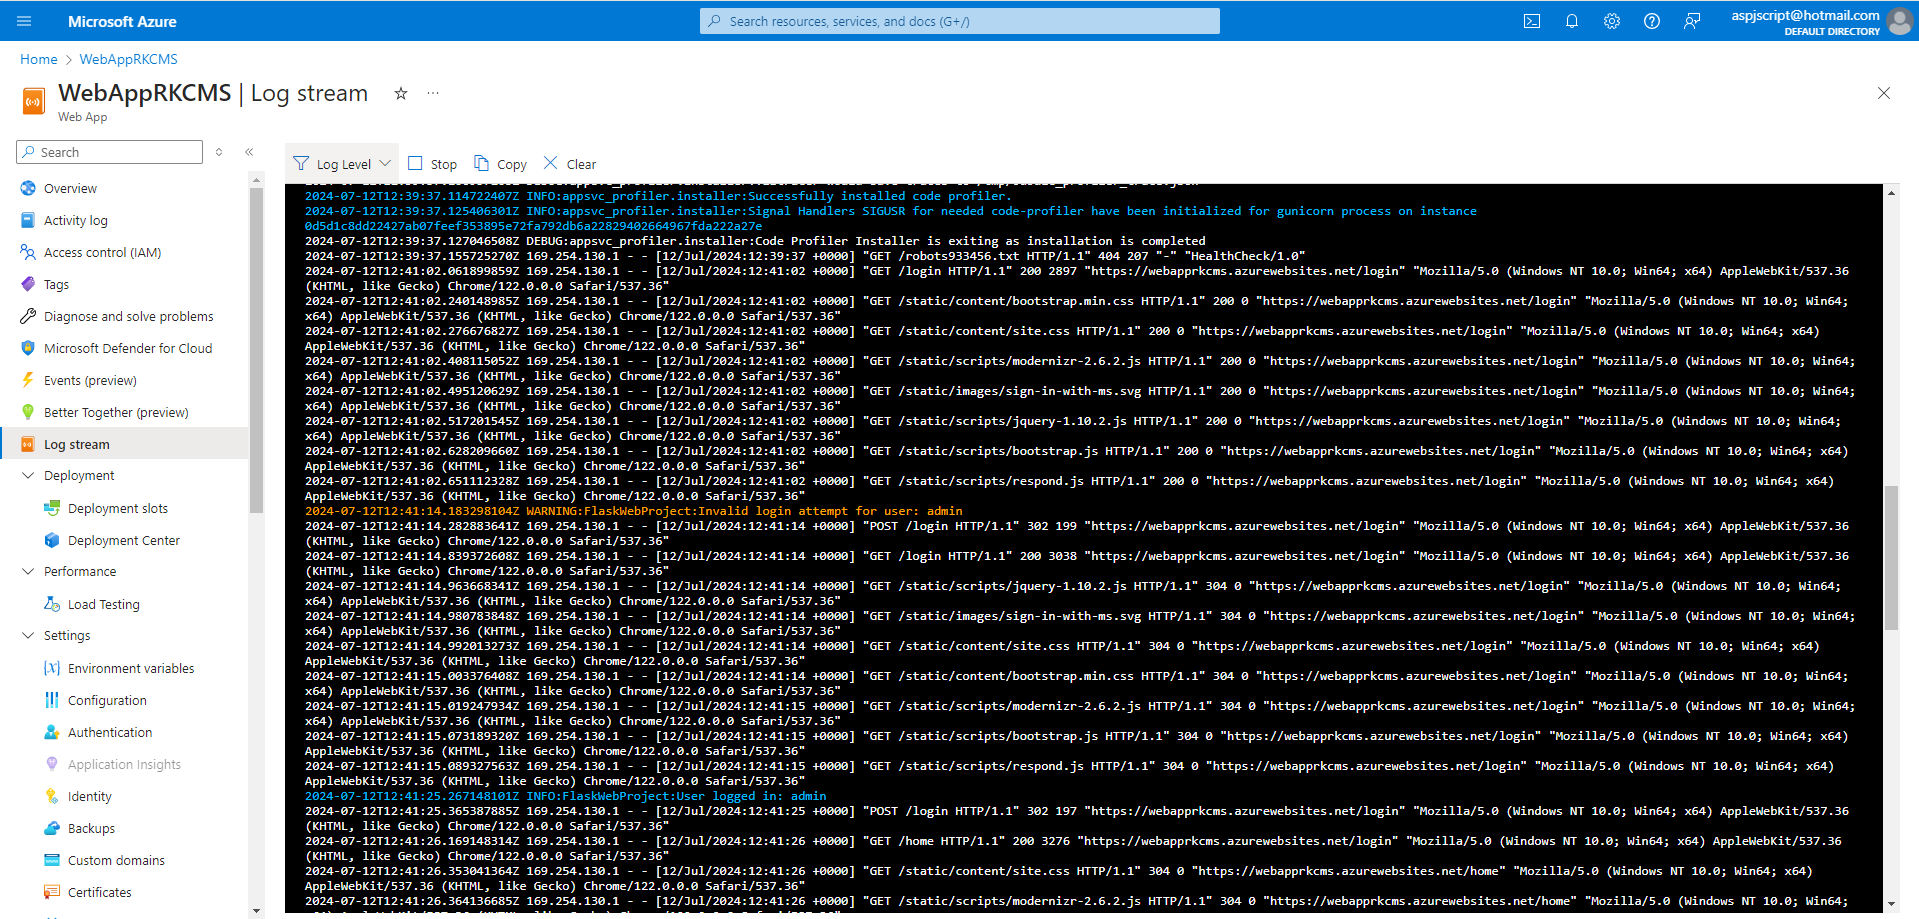 Microsoft Azure
Search resources, services, and docs (G+/)
aspjscript@hotmail.com
DEFAULT DIRECTORY
Home > WebAppRKCMS
WebAppRKCMS | Log stream
Web App
Search
Overview
Activity log
Access control (IAM)
Tags
Diagnose and solve problems
Microsoft Defender for Cloud
Events (preview)
Better Together (preview)
Log stream
Deployment
Deployment slots
Deployment Center
Performance
Load Testing
Settings
Environment variables
Configuration
Authentication
Application Insights
Identity
Backups
Custom domains
Certificates
Log Level
Stop
Copy
Clear
2024-07-12T12:39:37.114722407Z INFO:appsvc_profiler.installer:Successfully installed code profiler.
2024-07-12T12:39:37.125406301Z INFO:appsvc_profiler.installer:Signal Handlers SIGUSR for needed code-profiler have been initialized for gunicorn process on instance
0d5d1c8dd22427ab07feef353895e72fa792db6a22829402664967fda222a27e
2024-07-12T12:39:37.127046508Z DEBUG:appsvc_profiler.installer:Code Profiler Installer is exiting as installation is completed
2024-07-12T12:39:37.155725270Z 169.254.130.1 - - [12/Jul/2024:12:39:37 +0000] "GET /robots933456.txt HTTP/1.1" 404 207 "-" "HealthCheck/1.0"
2024-07-12T12:41:02.061899859Z 169.254.130.1 - - [12/Jul/2024:12:41:02 +0000] "GET /login HTTP/1.1" 200 2897 "https://webapprkcms.azurewebsites.net/login" "Mozilla/5.0 (Windows NT 10.0; Win64; x64) AppleWebKit/537.36
(KHTML, like Gecko) Chrome/122.0.0.0 Safari/537.36"
2024-07-12T12:41:02.240148985Z 169.254.130.1 - - [12/Jul/2024:12:41:02 +0000] "GET /static/content/bootstrap.min.css HTTP/1.1" 200 0 "https://webapprkcms.azurewebsites.net/login" "Mozilla/5.0 (Windows NT 10.0; Win64;
x64) AppleWebKit/537.36 (KHTML, like Gecko) Chrome/122.0.0.0 Safari/537.36"
2024-07-12T12:41:02.276676827Z 169.254.130.1 - - [12/Jul/2024:12:41:02 +0000] "GET /static/content/site.css HTTP/1.1" 200 0 "https://webapprkcms.azurewebsites.net/login" "Mozilla/5.0 (Windows NT 10.0; Win64; x64)
AppleWebKit/537.36 (KHTML, like Gecko) Chrome/122.0.0.0 Safari/537.36"
2024-07-12T12:41:02.408115052Z 169.254.130.1 - - [12/Jul/2024:12:41:02 +0000] "GET /static/scripts/modernizr-2.6.2.js HTTP/1.1" 200 0 "https://webapprkcms.azurewebsites.net/login" "Mozilla/5.0 (Windows NT 10.0; Win64;
x64) AppleWebKit/537.36 (KHTML, like Gecko) Chrome/122.0.0.0 Safari/537.36"
2024-07-12T12:41:02.495120629Z 169.254.130.1 - - [12/Jul/2024:12:41:02 +0000] "GET /static/images/sign-in-with-ms.svg HTTP/1.1" 200 0 "https://webapprkcms.azurewebsites.net/login" "Mozilla/5.0 (Windows NT 10.0; Win64;
x64) AppleWebKit/537.36 (KHTML, like Gecko) Chrome/122.0.0.0 Safari/537.36"
2024-07-12T12:41:02.517201545Z 169.254.130.1 - - [12/Jul/2024:12:41:02 +0000] "GET /static/scripts/jquery-1.10.2.js HTTP/1.1" 200 0 "https://webapprkcms.azurewebsites.net/login" "Mozilla/5.0 (Windows NT 10.0; Win64;
x64) AppleWebKit/537.36 (KHTML, like Gecko) Chrome/122.0.0.0 Safari/537.36"
2024-07-12T12:41:02.628209660Z 169.254.130.1 - - [12/Jul/2024:12:41:02 +0000] "GET /static/scripts/bootstrap.js HTTP/1.1" 200 0 "https://webapprkcms.azurewebsites.net/login" "Mozilla/5.0 (Windows NT 10.0; Win64; x64)
AppleWebKit/537.36 (KHTML, like Gecko) Chrome/122.0.0.0 Safari/537.36"
2024-07-12T12:41:02.651112328Z 169.254.130.1 - - [12/Jul/2024:12:41:02 +0000] "GET /static/scripts/respond.js HTTP/1.1" 200 0 "https://webapprkcms.azurewebsites.net/login" "Mozilla/5.0 (Windows NT 10.0; Win64; x64)
AppleWebKit/537.36 (KHTML, like Gecko) Chrome/122.0.0.0 Safari/537.36"
2024-07-12T12:41:14.183298104Z WARNING:FlaskWebProject:Invalid login attempt for user: admin
2024-07-12T12:41:14.282883641Z 169.254.130.1 - - [12/Jul/2024:12:41:14 +0000] "POST /login HTTP/1.1" 302 199 "https://webapprkcms.azurewebsites.net/login" "Mozilla/5.0 (Windows NT 10.0; Win64; x64) AppleWebKit/537.36
(KHTML, like Gecko) Chrome/122.0.0.0 Safari/537.36"
2024-07-12T12:41:14.839372608Z 169.254.130.1 - - [12/Jul/2024:12:41:14 +0000] "GET /login HTTP/1.1" 200 3038 "https://webapprkcms.azurewebsites.net/login" "Mozilla/5.0 (Windows NT 10.0; Win64; x64) AppleWebKit/537.36
(KHTML, like Gecko) Chrome/122.0.0.0 Safari/537.36"
2024-07-12T12:41:14.963668341Z 169.254.130.1 - - [12/Jul/2024:12:41:14 +0000] "GET /static/scripts/jquery-1.10.2.js HTTP/1.1" 304 0 "https://webapprkcms.azurewebsites.net/login" "Mozilla/5.0 (Windows NT 10.0; Win64;
x64) AppleWebKit/537.36 (KHTML, like Gecko) Chrome/122.0.0.0 Safari/537.36"
2024-07-12T12:41:14.980783848Z 169.254.130.1 - - [12/Jul/2024:12:41:14 +0000] "GET /static/images/sign-in-with-ms.svg HTTP/1.1" 304 0 "https://webapprkcms.azurewebsites.net/login" "Mozilla/5.0 (Windows NT 10.0; Win64;
x64) AppleWebKit/537.36 (KHTML, like Gecko) Chrome/122.0.0.0 Safari/537.36"
2024-07-12T12:41:14.992013273Z 169.254.130.1 - - [12/Jul/2024:12:41:14 +0000] "GET /static/content/site.css HTTP/1.1" 304 0 "https://webapprkcms.azurewebsites.net/login" "Mozilla/5.0 (Windows NT 10.0; Win64; x64)
AppleWebKit/537.36 (KHTML, like Gecko) Chrome/122.0.0.0 Safari/537.36"
2024-07-12T12:41:15.003376408Z 169.254.130.1 - - [12/Jul/2024:12:41:14 +0000] "GET /static/content/bootstrap.min.css HTTP/1.1" 304 0 "https://webapprkcms.azurewebsites.net/login" "Mozilla/5.0 (Windows NT 10.0; Win64;
x64) AppleWebKit/537.36 (KHTML, like Gecko) Chrome/122.0.0.0 Safari/537.36"
2024-07-12T12:41:15.019247934Z 169.254.130.1 - - [12/Jul/2024:12:41:15 +0000] "GET /static/scripts/modernizr-2.6.2.js HTTP/1.1" 304 0 "https://webapprkcms.azurewebsites.net/login" "Mozilla/5.0 (Windows NT 10.0; Win64;
x64) AppleWebKit/537.36 (KHTML, like Gecko) Chrome/122.0.0.0 Safari/537.36"
2024-07-12T12:41:15.073189320Z 169.254.130.1 - - [12/Jul/2024:12:41:15 +0000] "GET /static/scripts/bootstrap.js HTTP/1.1" 304 0 "https://webapprkcms.azurewebsites.net/login" "Mozilla/5.0 (Windows NT 10.0; Win64; x64)
AppleWebKit/537.36 (KHTML, like Gecko) Chrome/122.0.0.0 Safari/537.36"
2024-07-12T12:41:15.089327563Z 169.254.130.1 - - [12/Jul/2024:12:41:15 +0000] "GET /static/scripts/respond.js HTTP/1.1" 304 0 "https://webapprkcms.azurewebsites.net/login" "Mozilla/5.0 (Windows NT 10.0; Win64; x64)
AppleWebKit/537.36 (KHTML, like Gecko) Chrome/122.0.0.0 Safari/537.36"
2024-07-12T12:41:25.267148101Z INFO:FlaskWebProject:User logged in: admin
2024-07-12T12:41:25.365387885Z 169.254.130.1 - - [12/Jul/2024:12:41:25 +0000] "POST /login HTTP/1.1" 302 197 "https://webapprkcms.azurewebsites.net/login" "Mozilla/5.0 (Windows NT 10.0; Win64; x64) AppleWebKit/537.36
(KHTML, like Gecko) Chrome/122.0.0.0 Safari/537.36"
2024-07-12T12:41:26.169148314Z 169.254.130.1 - - [12/Jul/2024:12:41:26 +0000] "GET /home HTTP/1.1" 200 3276 "https://webapprkcms.azurewebsites.net/login" "Mozilla/5.0 (Windows NT 10.0; Win64; x64) AppleWebKit/537.36
(KHTML, like Gecko) Chrome/122.0.0.0 Safari/537.36"
2024-07-12T12:41:26.353041364Z 169.254.130.1 - - [12/Jul/2024:12:41:26 +0000] "GET /static/content/site.css HTTP/1.1" 304 0 "https://webapprkcms.azurewebsites.net/home" "Mozilla/5.0 (Windows NT 10.0; Win64; x64)
AppleWebKit/537.36 (KHTML, like Gecko) Chrome/122.0.0.0 Safari/537.36"
2024-07-12T12:41:26.364136685Z 169.254.130.1 - - [12/Jul/2024:12:41:26 +0000] "GET /static/scripts/modernizr-2.6.2.js HTTP/1.1" 304 0 "https://webapprkcms.azurewebsites.net/home" "Mozilla/5.0 (Windows NT 10.0; Win64;